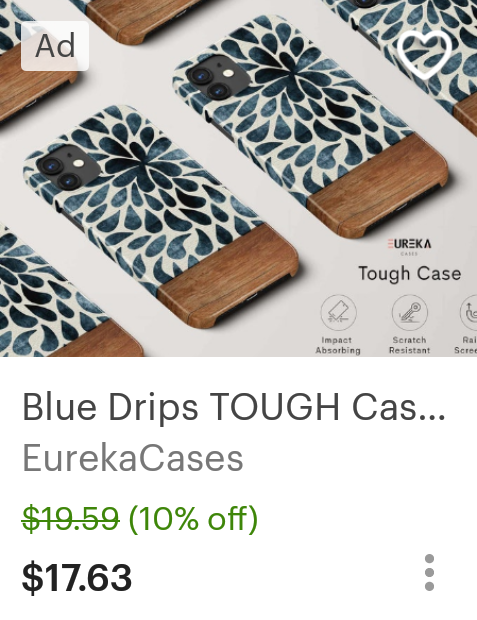 Ad
EUREKA
CASES
Tough Case
Impact
Absorbing
Scratch
Resistant
Rai
Scree
Blue Drips TOUGH Cas...
EurekaCases
$19.59 (10% off)
$17.63